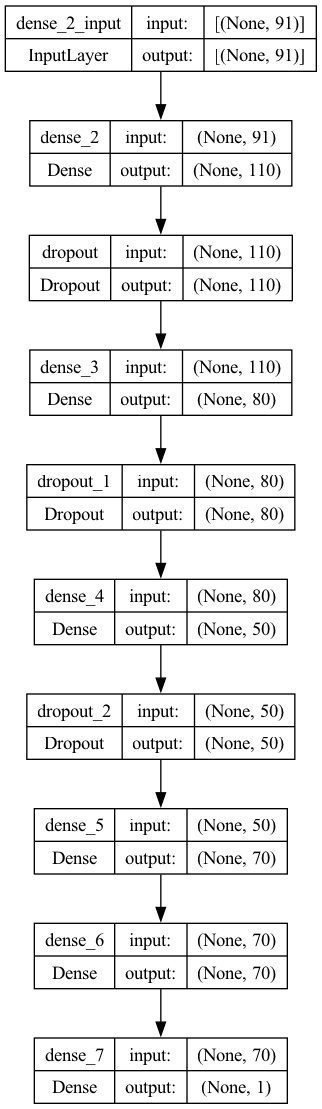 dense_2_input input: [(None, 91)]
InputLayer output: [(None, 91)]
dense_2 input: (None, 91)
Dense output: (None, 110)
dropout input: (None, 110)
Dropout output: (None, 110)
dense_3 input: (None, 110)
Dense output: (None, 80)
dropout_1 input: (None, 80)
Dropout output: (None, 80)
dense_4 input: (None, 80)
Dense output: (None, 50)
dropout_2 input: (None, 50)
Dropout output: (None, 50)
dense_5 input: (None, 50)
Dense output: (None, 70)
dense_6 input: (None, 70)
Dense output: (None, 70)
dense_7 input: (None, 70)
Dense output: (None, 1)